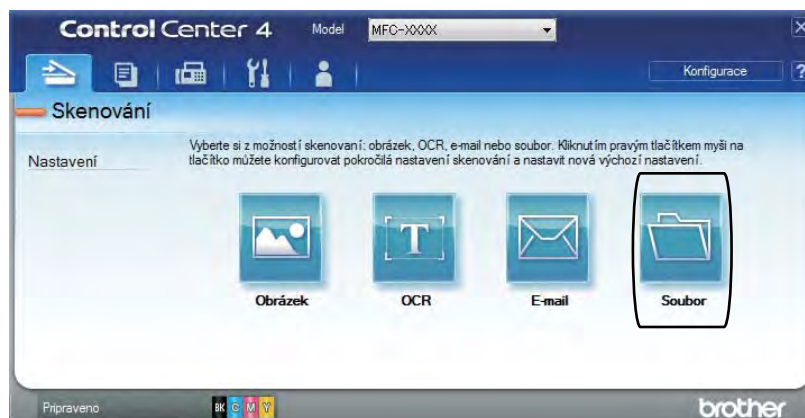 Control Center 4 Model MFC-XXXX X
Konfigurace ?
Skenování
Nastavení
Vyberte si z možností skenovaní: obrázek, OCR, e-mail nebo soubor. Kliknutím pravým tlačítkem myši na
tlačítko můžete konfigurovat pokročilá nastavení skenování a nastavit nová výchozí nastavení.
T
Obrázek OCR E-mail Soubor
Pripraveno BK C M Y brother